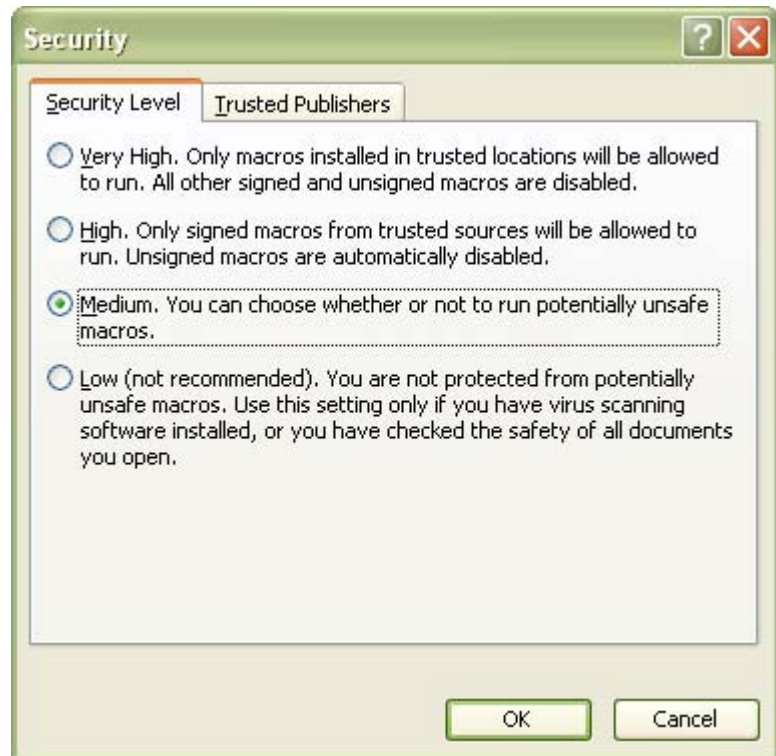 Security
Security Level Trusted Publishers
Very High. Only macros installed in trusted locations will be allowed
to run. All other signed and unsigned macros are disabled.
High. Only signed macros from trusted sources will be allowed to
run. Unsigned macros are automatically disabled.
Medium. You can choose whether or not to run potentially unsafe
macros.
Low (not recommended). You are not protected from potentially
unsafe macros. Use this setting only if you have virus scanning
software installed, or you have checked the safety of all documents
you open.
OK Cancel